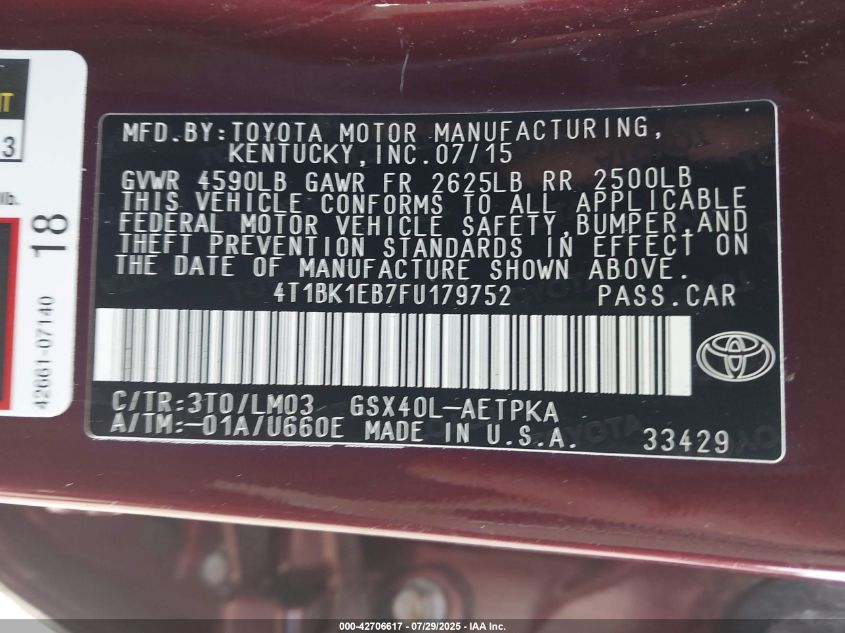 MFD.BY:TOYOTA MOTOR MANUFACTURING,
KENTUCKY,INC.07/15
GVWR 4590LB GAWR FR 2625LB RR 2500LB
THIS VEHICLE CONFORMS TO ALL APPLICABLE
FEDERAL MOTOR VEHICLE SAFETY,BUMPER,AND
THEFT PREVENTION STANDARDS IN EFFECT ON
THE DATE OF MANUFACTURE SHOWN ABOVE.
4T1BK1EB7FU179752 PASS.CAR
C/TR:3T0/LM03 GSX40L-AETPKA
A/TM:-01A/U660E MADE IN U.S.A. 33429
3
lb.
18
42661-07140
000-42706617 / 07/29/2025 - IAA Inc.